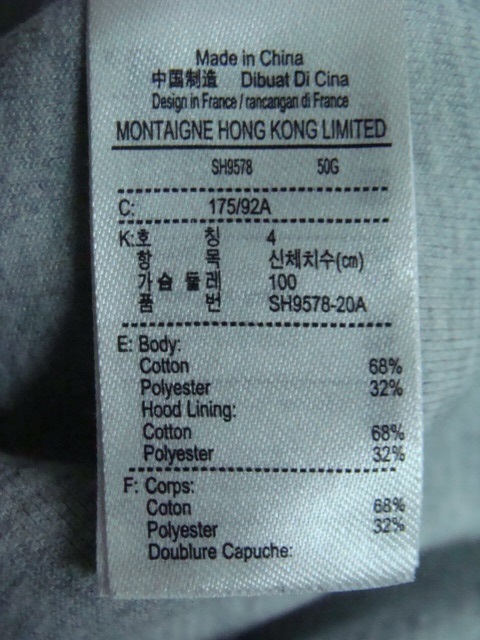 Made in China
中国制造 Dibuat Di Cina
Design in France / rancangan di France
MONTAIGNE HONG KONG LIMITED
SH9578 50G
C: 175/92A
K:호 칭 4
항 목 신체치수(cm)
가슴 둘레 100
품 번 SH9578-20A
E: Body:
Cotton 68%
Polyester 32%
Hood Lining:
Cotton 68%
Polyester 32%
F: Corps:
Coton 68%
Polyester 32%
Doublure Capuche: